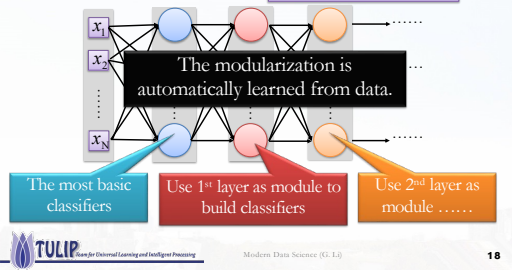 x1
x2
xN
……
…
……
The modularization is
automatically learned from data.
The most basic
classifiers
Use 1st layer as module to
build classifiers
Use 2nd layer as
module ……
TULIP Team for Universal Learning and Intelligent Processing
Modern Data Science (G. Li)
18